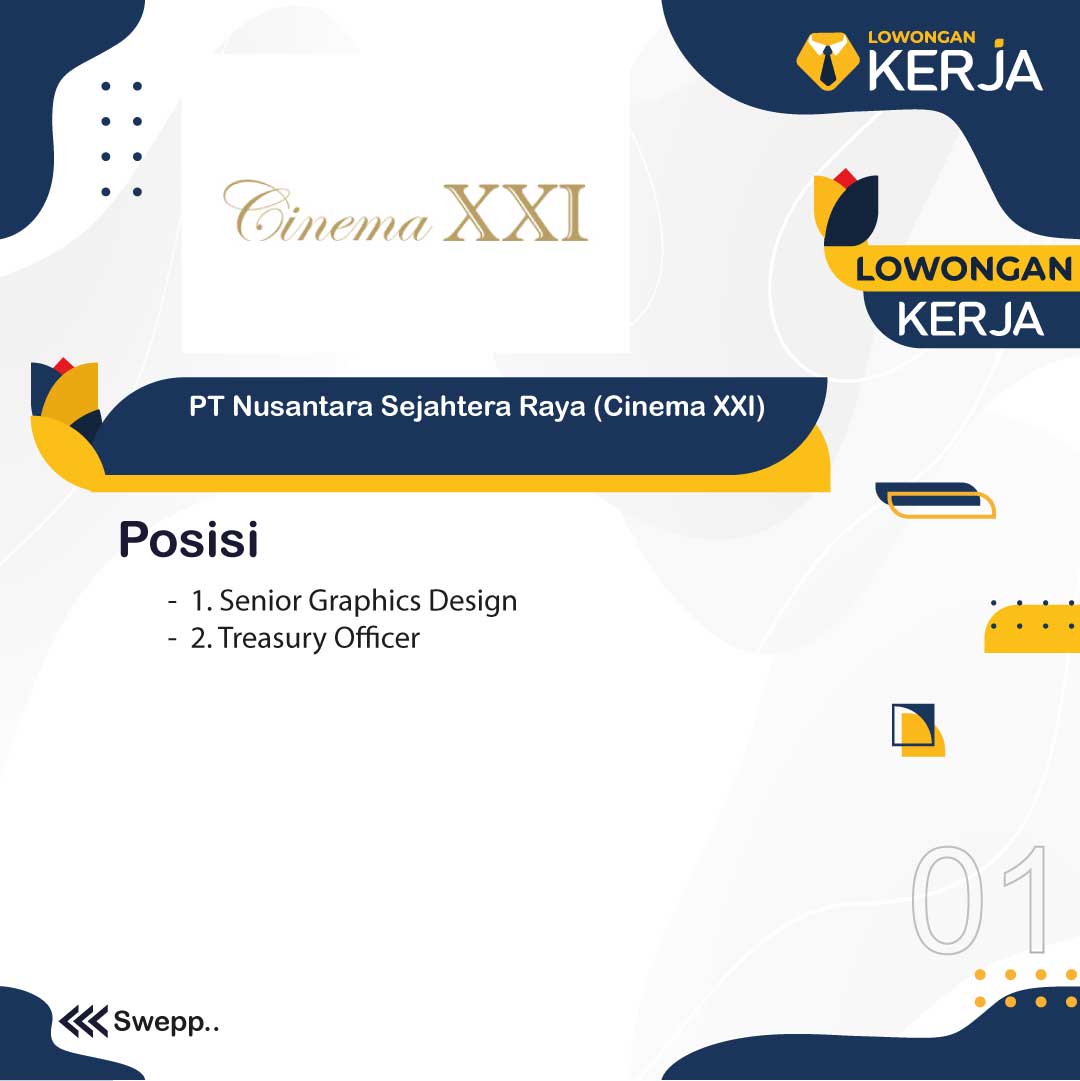 LOWONGAN
KERJA
Cinema XXI
LOWONGAN
KERJA
PT Nusantara Sejahtera Raya (Cinema XXI)
Posisi
- 1. Senior Graphics Design
- 2. Treasury Officer
01
Swepp..